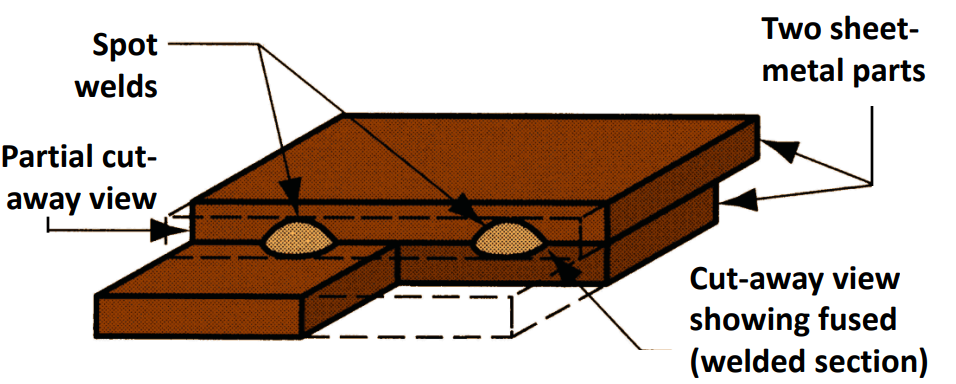 Spot
welds
Two sheet-
metal parts
Partial cut-
away view
Cut-away view
showing fused
(welded section)